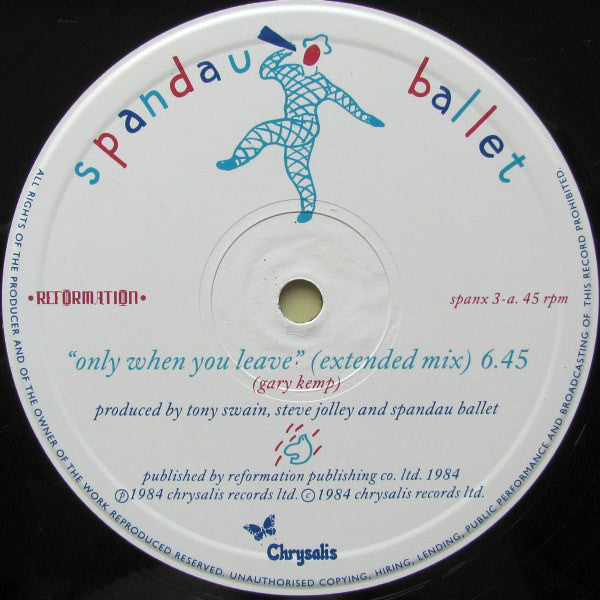 spandau ballet
•REFORMATION•
spanx 3-a. 45 rpm
"only when you leave" (extended mix) 6.45
(gary kemp)
produced by tony swain, steve jolley and spandau ballet
published by reformation publishing co. ltd. 1984
℗1984 chrysalis records ltd. ©1984 chrysalis records ltd.
Chrysalis
ALL RIGHTS OF THE PRODUCER AND OF THE OWNER OF THE WORK REPRODUCED RESERVED. UNAUTHORISED COPYING, HIRING, LENDING, PUBLIC PERFORMANCE AND BROADCASTING OF THIS RECORD PROHIBITED.